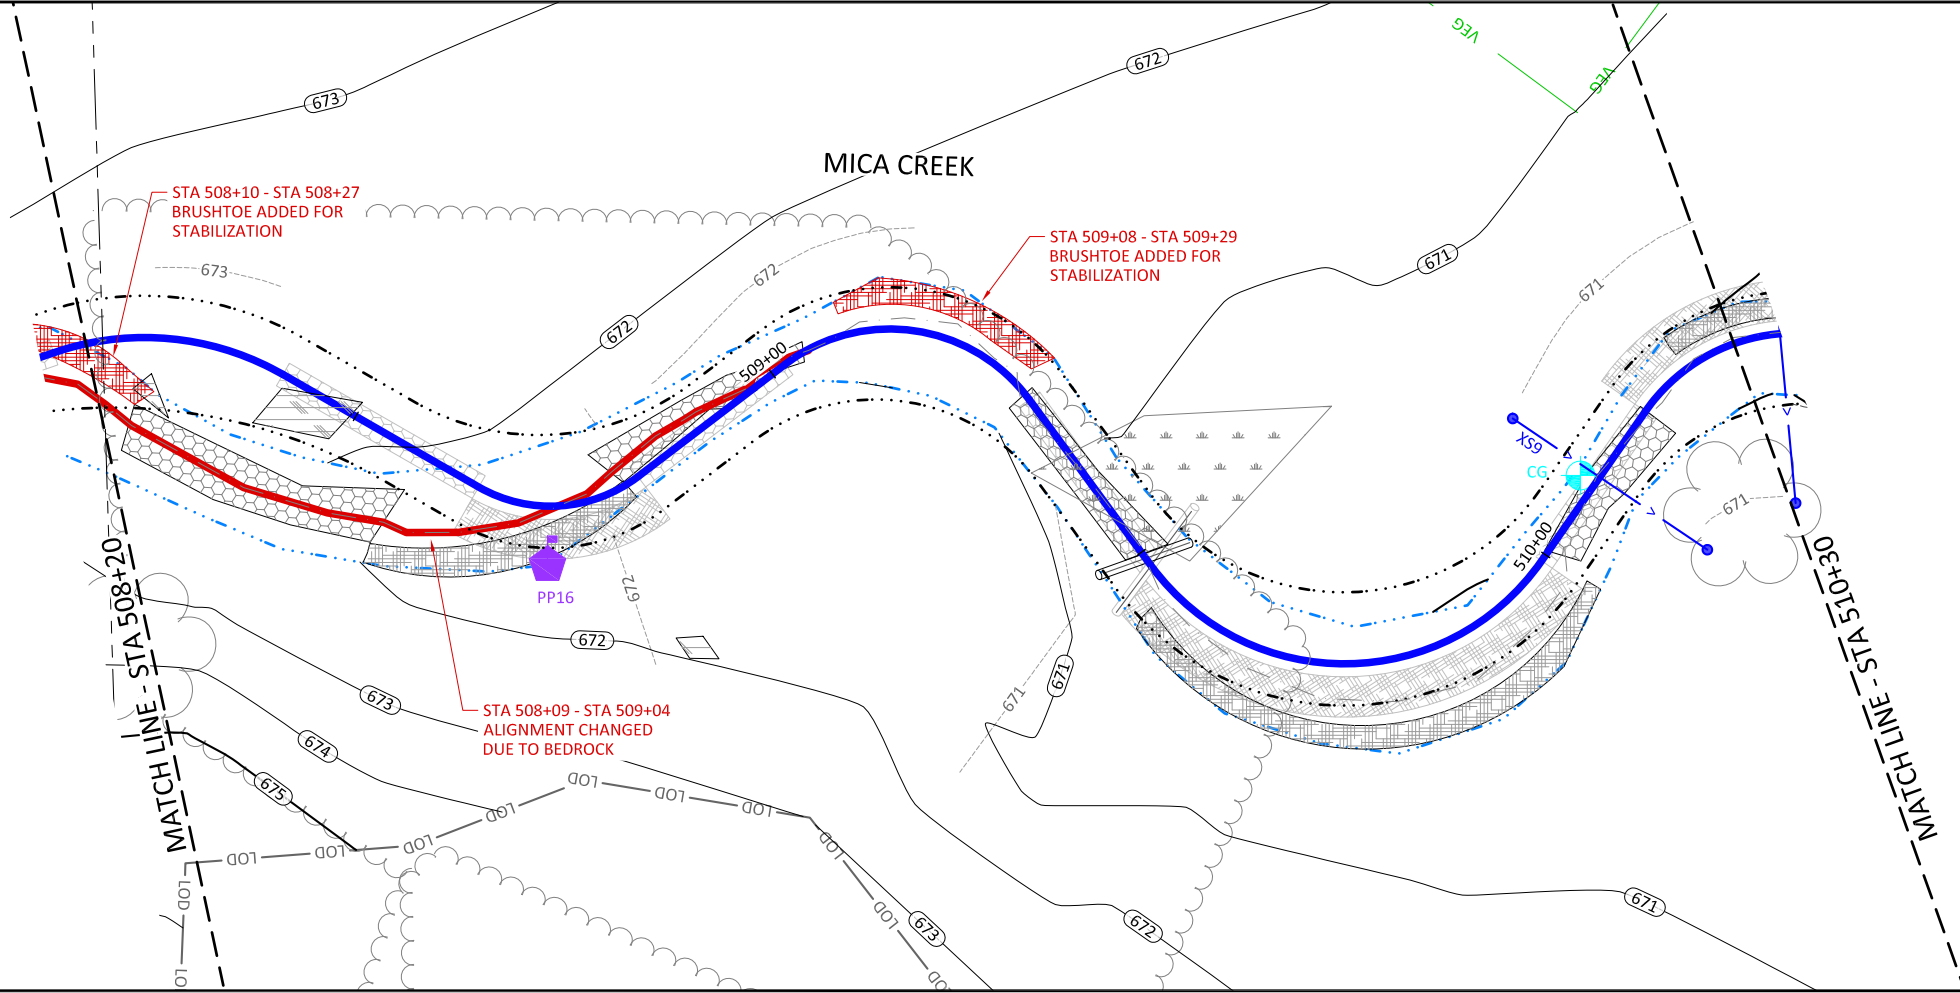 VEG
VEG
672
673
MICA CREEK
STA 508+10 - STA 508+27
BRUSHTOE ADDED FOR
STABILIZATION
STA 509+08 - STA 509+29
BRUSHTOE ADDED FOR
STABILIZATION
673
672
671
671
672
509+00
XS9
CG
671
510+00
PP16
672
672
671
671
673
674
675
STA 508+09 - STA 509+04
ALIGNMENT CHANGED
DUE TO BEDROCK
MATCH LINE - STA 508+20
MATCH LINE - STA 510+30
LOD
LOD
LOD
LOD
LOD
LOD
LOD
LOD
LOD
LOD
LOD
LO
673
672
671